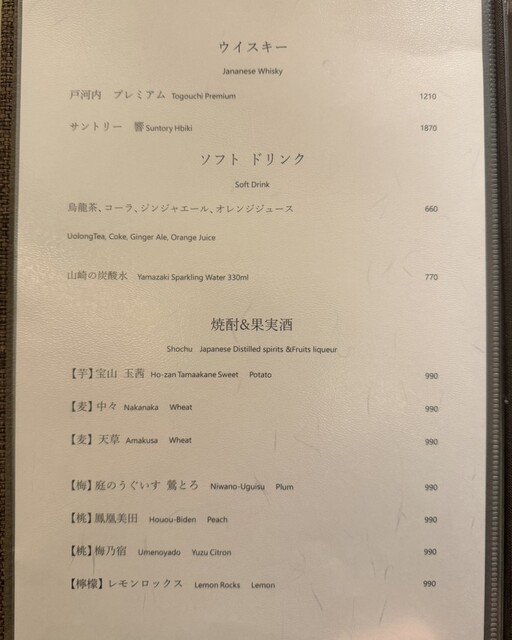 ウイスキー
Jananese Whisky
戸河内 プレミアム Togouchi Premium 1210
サントリー 響 Suntory Hbiki 1870
ソフト ドリンク
Soft Drink
烏龍茶、コーラ、ジンジャエール、オレンジジュース 660
UolongTea, Coke, Ginger Ale, Orange Juice
山崎の炭酸水 Yamazaki Sparkling Water 330ml 770
焼酎&果実酒
Shochu Japanese Distilled spirits &Fruits liqueur
【芋】宝山 玉茜 Ho-zan Tamaakane Sweet Potato 990
【麦】中々 Nakanaka Wheat 990
【麦】 天草 Amakusa Wheat 990
【梅】庭のうぐいす 鶯とろ Niwano-Uguisu Plum 990
【桃】鳳凰美田 Houou-Biden Peach 990
【桃】梅乃宿 Umenoyado Yuzu Citron 990
【檸檬】レモンロックス Lemon Rocks Lemon 990